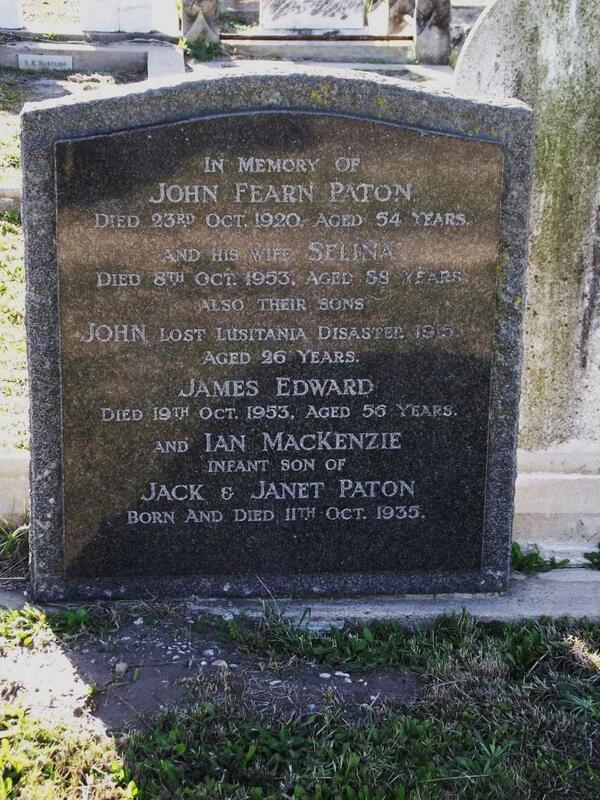 S. R. HARTLING
IN MEMORY OF
JOHN FEARN PATON
DIED 23RD OCT. 1920, AGED 54 YEARS.
AND HIS WIFE SELINA
DIED 8TH OCT. 1953, AGED YEARS
ALSO THEIR SONS
JOHN LOST LUSITANIA DISASTER 1915
AGED 26 YEARS.
JAMES EDWARD
DIED 19TH OCT. 1953, AGED 56 YEARS.
AND IAN MACKENZIE
INFANT SON OF
JACK & JANET PATON
BORN AND DIED 11TH OCT. 1935.